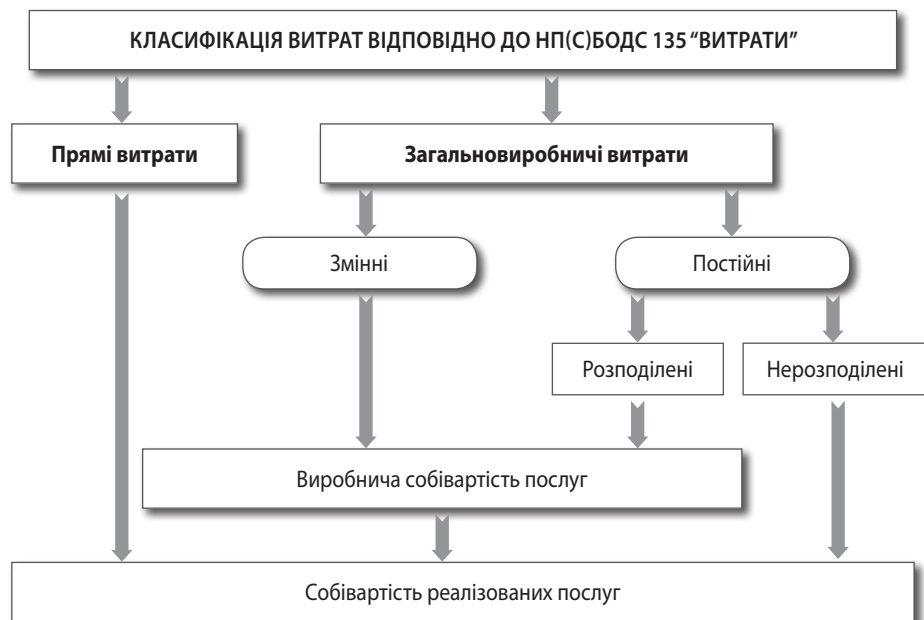 КЛАСИФІКАЦІЯ ВИТРАТ ВІДПОВІДНО ДО НП(С)БОДС 135 “ВИТРАТИ”
Прямі витрати
Загальновиробничі витрати
Змінні
Постійні
Розподілені
Нерозподілені
Виробнича собівартість послуг
Собівартість реалізованих послуг